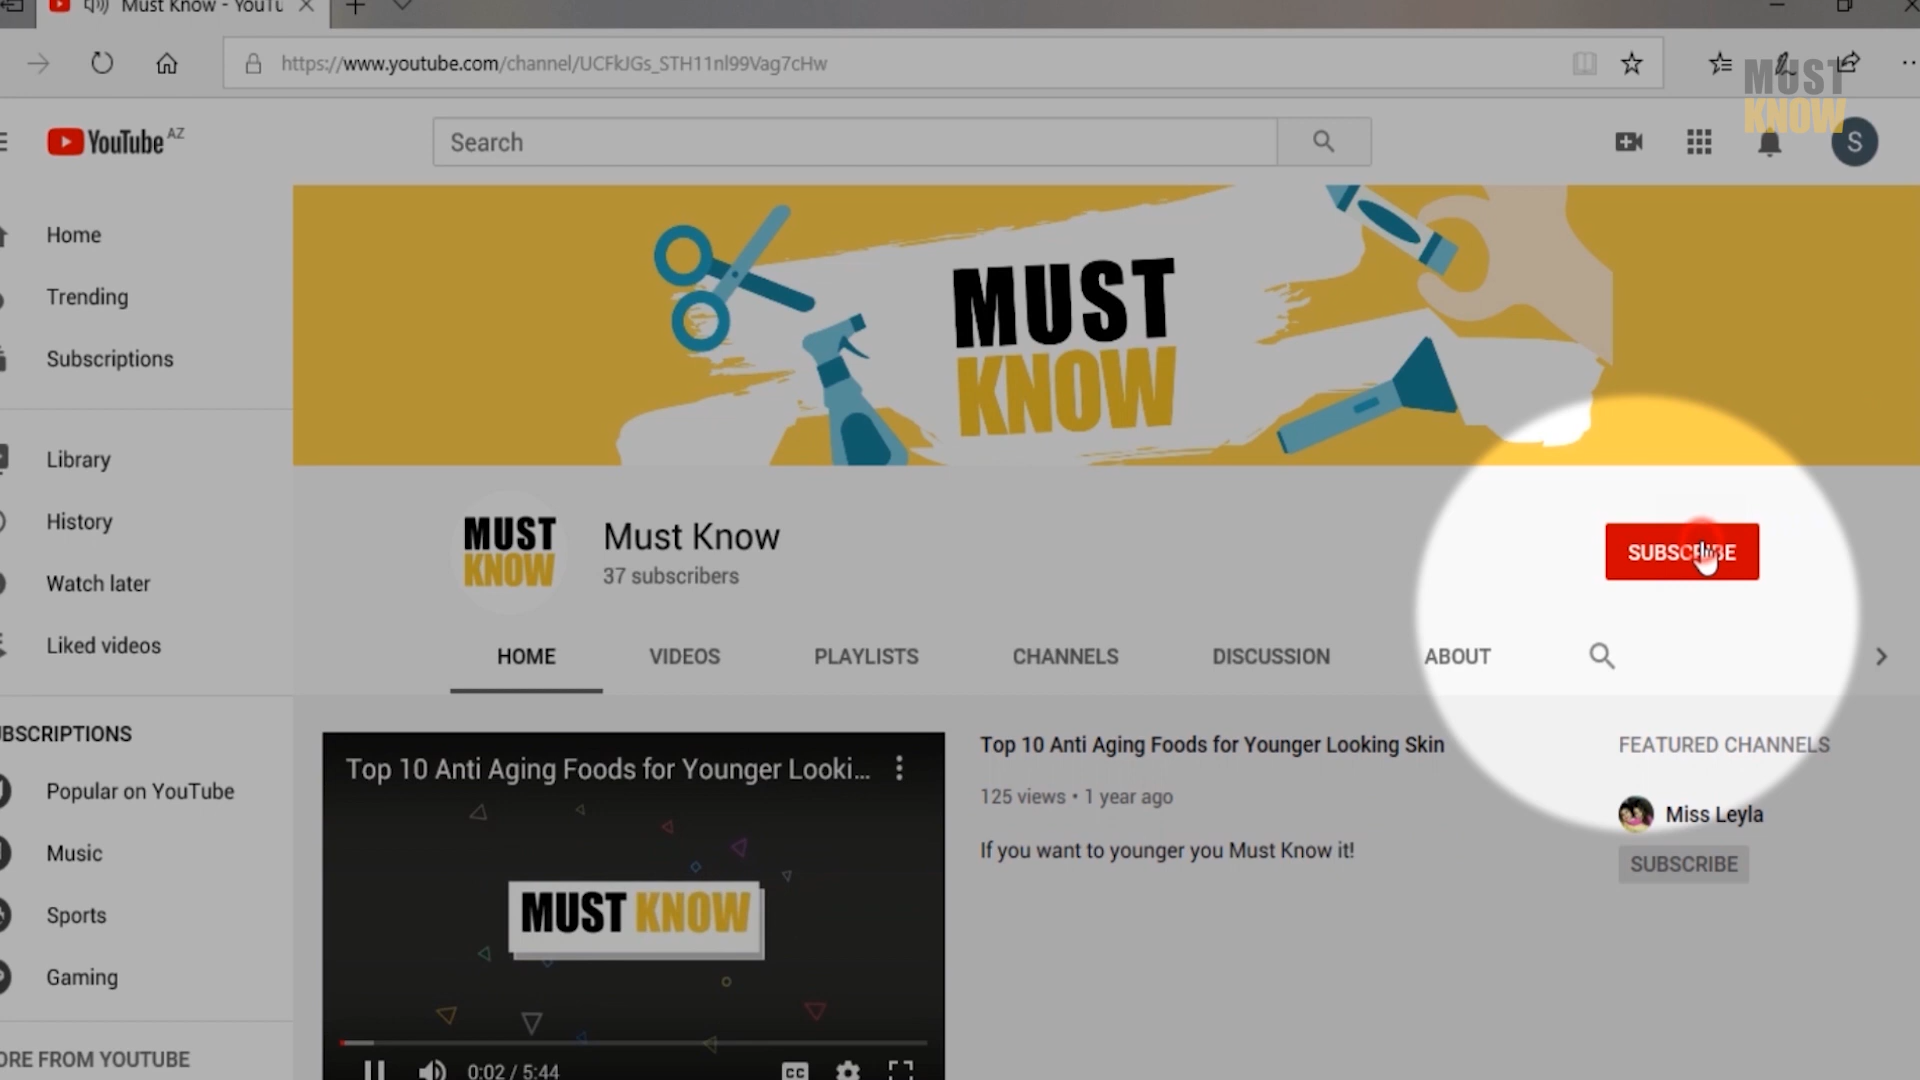 Must Know - YouTu
https://www.youtube.com/channel/UCFkJGs_STH11nl99Vag7cHw
MUST
KNOW
YouTube AZ
Search
S
Home
Trending
Subscriptions
Library
History
Watch later
Liked videos
UBSCRIPTIONS
Popular on YouTube
Music
Sports
Gaming
ORE FROM YOUTUBE
MUST
KNOW
MUST
KNOW
Must Know
37 subscribers
SUBSCRIBE
HOME VIDEOS PLAYLISTS CHANNELS DISCUSSION ABOUT
Top 10 Anti Aging Foods for Younger Looki...
MUST KNOW
0:02 / 5:44
CC
Top 10 Anti Aging Foods for Younger Looking Skin
125 views • 1 year ago
If you want to younger you Must Know it!
FEATURED CHANNELS
Miss Leyla
SUBSCRIBE